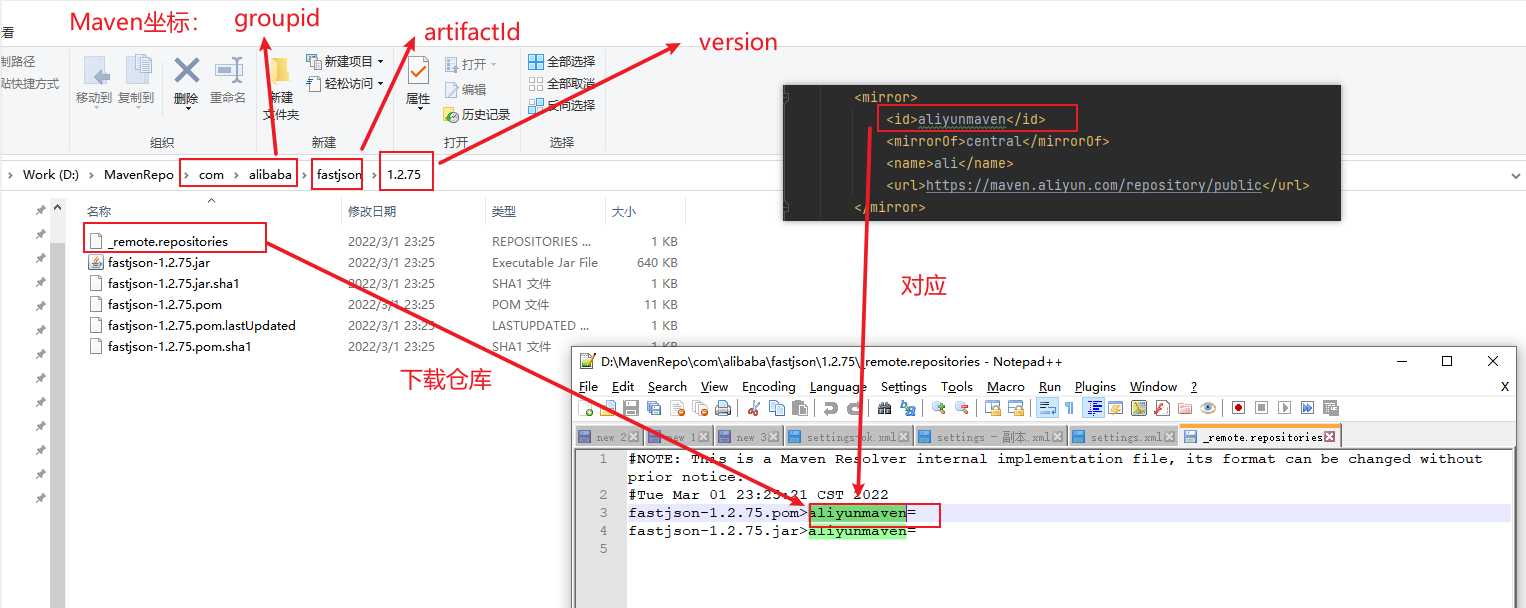 Maven坐标： groupid
artifactId
version
看
制路径
贴快捷方式
移动到 复制到 删除 重命名
组织
新建
文件夹
新建项目
轻松访问
新建
属性
打开
编辑
历史记录
打开
全部选择
全部取消
反向选择
选择
Work (D:) MavenRepo com alibaba fastjson 1.2.75
名称 修改日期 类型 大小
_remote.repositories 2022/3/1 23:25 REPOSITORIES ... 1 KB
fastjson-1.2.75.jar 2022/3/1 23:25 Executable Jar File 640 KB
fastjson-1.2.75.jar.sha1 2022/3/1 23:25 SHA1 文件 1 KB
fastjson-1.2.75.pom 2022/3/1 23:25 POM 文件 11 KB
fastjson-1.2.75.pom.lastUpdated 2022/3/1 23:25 LASTUPDATED ... 1 KB
fastjson-1.2.75.pom.sha1 2022/3/1 23:25 SHA1 文件 1 KB
<mirror>
<id>aliyunmaven</id>
<mirrorOf>central</mirrorOf>
<name>ali</name>
<url>https://maven.aliyun.com/repository/public</url>
</mirror>
对应
下载仓库
D:\MavenRepo\com\alibaba\fastjson\1.2.75\_remote.repositories - Notepad++
File Edit Search View Encoding Language Settings Tools Macro Run Plugins Window ? X
new 2 new 1 new 3 settings-ok.xml settings - 副本.xml settings.xml _remote.repositories
1 #NOTE: This is a Maven Resolver internal implementation file, its format can be changed without
prior notice.
2 #Tue Mar 01 23:25:21 CST 2022
3 fastjson-1.2.75.pom>aliyunmaven=
4 fastjson-1.2.75.jar>aliyunmaven=
5